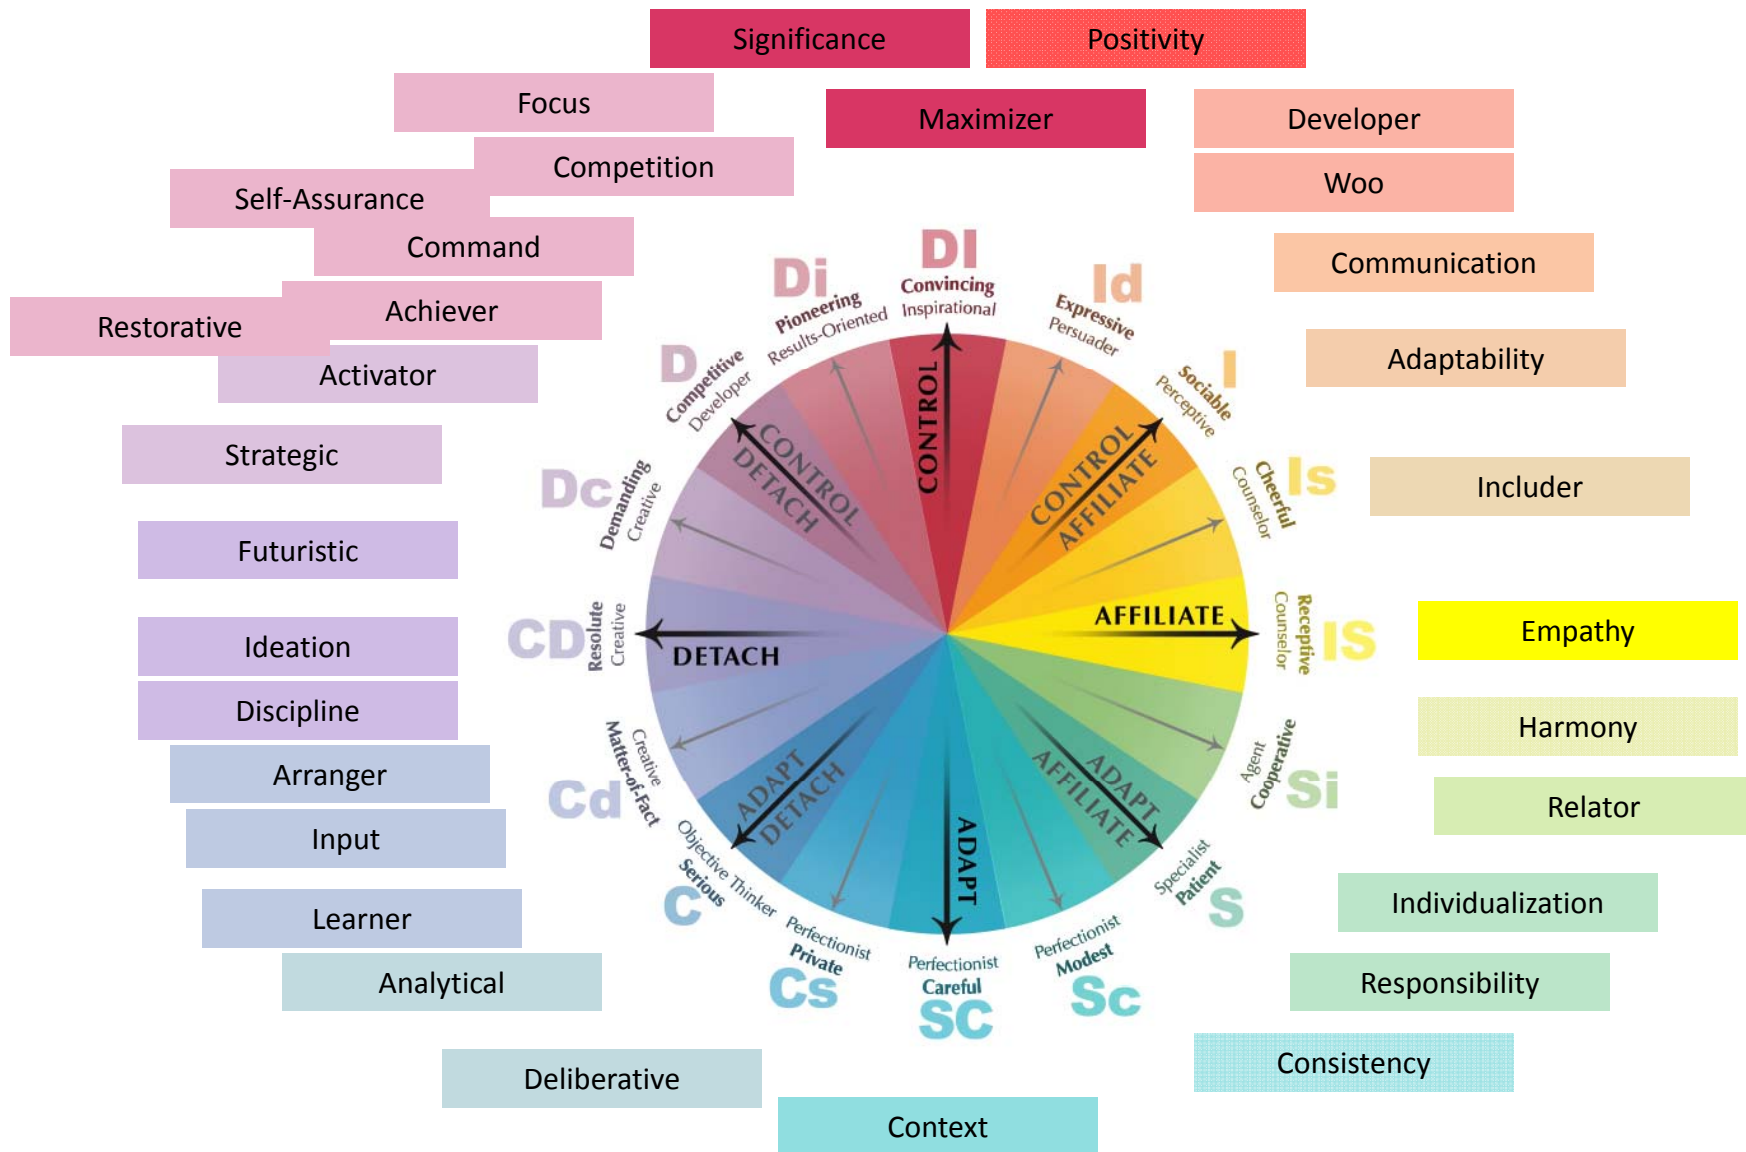 Significance
Positivity
Focus
Maximizer
Developer
Competition
Woo
Self-Assurance
Command
Communication
Achiever
Restorative
Activator
Adaptability
Strategic
Includer
Futuristic
Ideation
Empathy
Discipline
Harmony
Arranger
Relator
Input
Learner
Individualization
Analytical
Responsibility
Deliberative
Consistency
Context
DI
Convincing
Inspirational
Id
Expressive
Persuader
I
Sociable
Perceptive
Is
Cheerful
Counselor
IS
Receptive
Counselor
Si
Agent
Cooperative
S
Specialist
Patient
Sc
Perfectionist
Modest
Perfectionist
Careful
SC
Perfectionist
Private
Cs
Objective Thinker
Serious
C
Creative
Matter-of-Fact
Cd
CD
Resolute
Creative
Dc
Demanding
Creative
D
Competitive
Developer
Di
Pioneering
Results-Oriented
CONTROL
CONTROL
AFFILIATE
AFFILIATE
ADAPT
AFFILIATE
ADAPT
ADAPT
DETACH
DETACH
CONTROL
DETACH